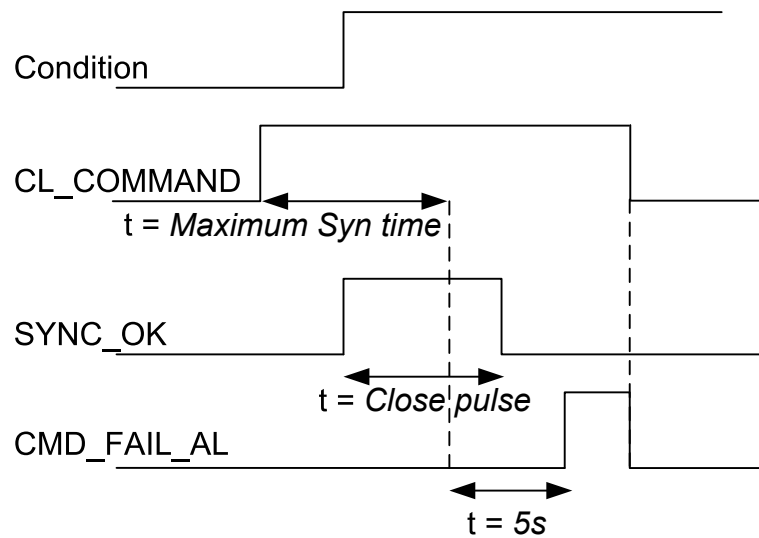 Condition
CL_COMMAND
t = Maximum Syn time
SYNC_OK
t = Close pulse
CMD_FAIL_AL
t = 5s